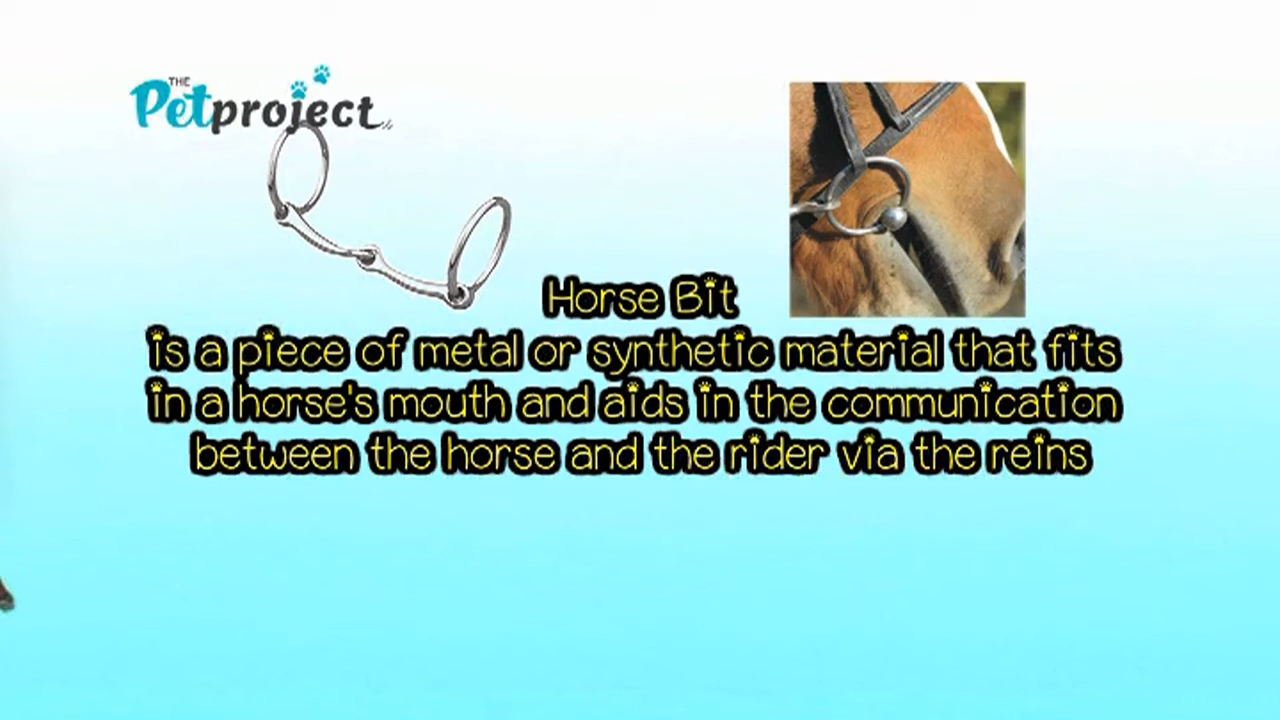 THE
Petproject
Horse Bit
is a piece of metal or synthetic material that fits
in a horse's mouth and aids in the communication
between the horse and the rider via the reins